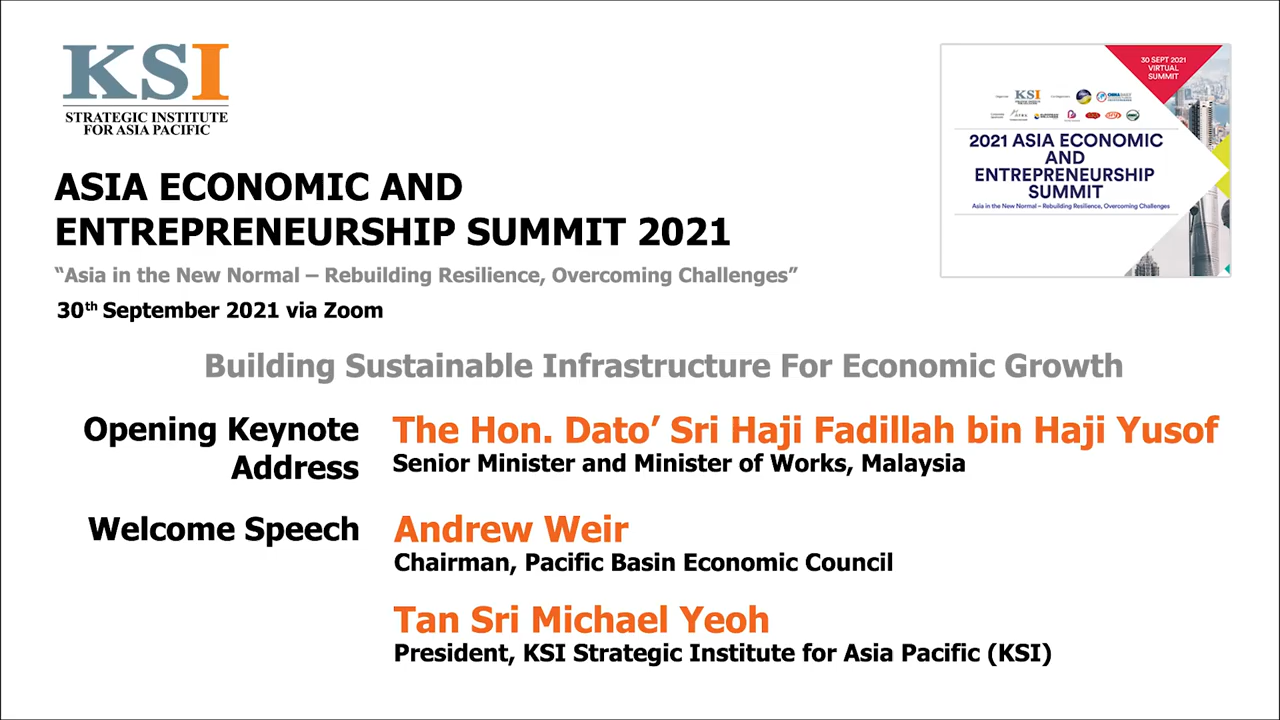 KSI
STRATEGIC INSTITUTE
FOR ASIA PACIFIC
30 SEPT 2021
VIRTUAL
SUMMIT
KSI
2021 ASIA ECONOMIC
AND
ENTREPRENEURSHIP
SUMMIT
Asia in the New Normal – Rebuilding Resilience, Overcoming Challenges
ASIA ECONOMIC AND
ENTREPRENEURSHIP SUMMIT 2021
“Asia in the New Normal – Rebuilding Resilience, Overcoming Challenges”
30th September 2021 via Zoom
Building Sustainable Infrastructure For Economic Growth
Opening Keynote
Address
The Hon. Dato’ Sri Haji Fadillah bin Haji Yusof
Senior Minister and Minister of Works, Malaysia
Welcome Speech
Andrew Weir
Chairman, Pacific Basin Economic Council
Tan Sri Michael Yeoh
President, KSI Strategic Institute for Asia Pacific (KSI)